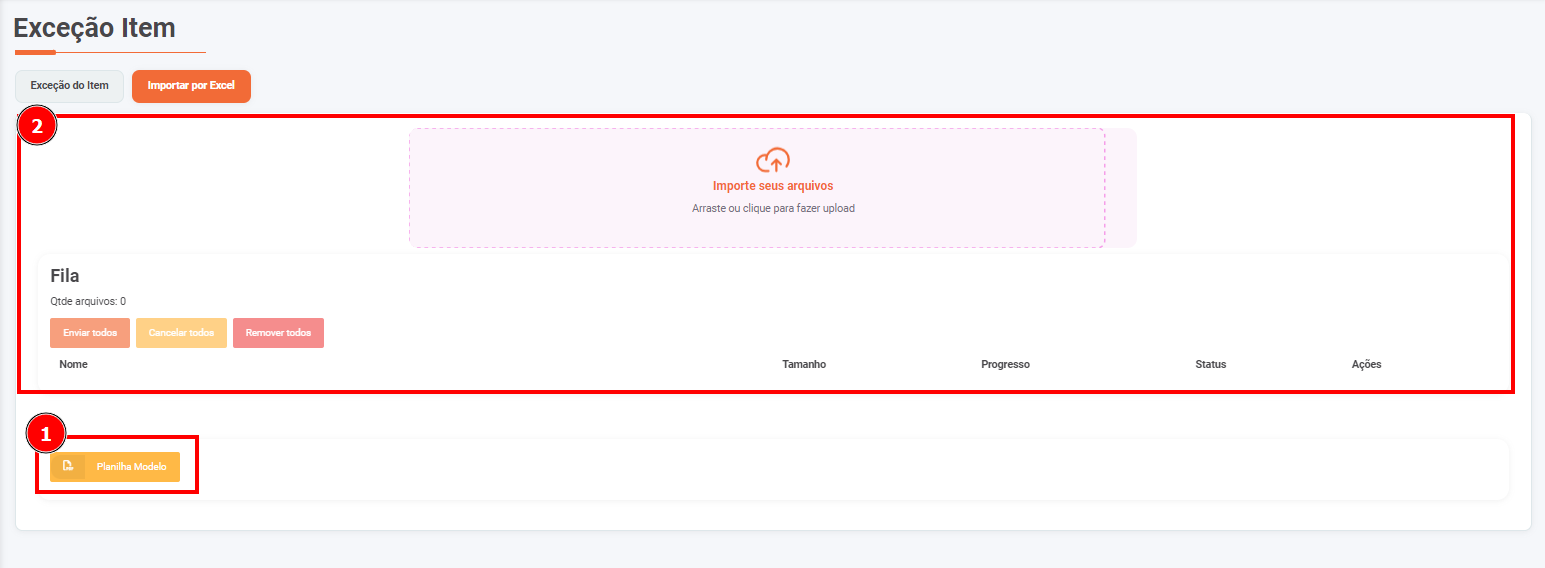 Exceção Item
Exceção do Item
Importar por Excel
2
Importe seus arquivos
Arraste ou clique para fazer upload
Fila
Qtde arquivos: 0
Enviar todos
Cancelar todos
Remover todos
Nome
Tamanho
Progresso
Status
Ações
1
Planilha Modelo